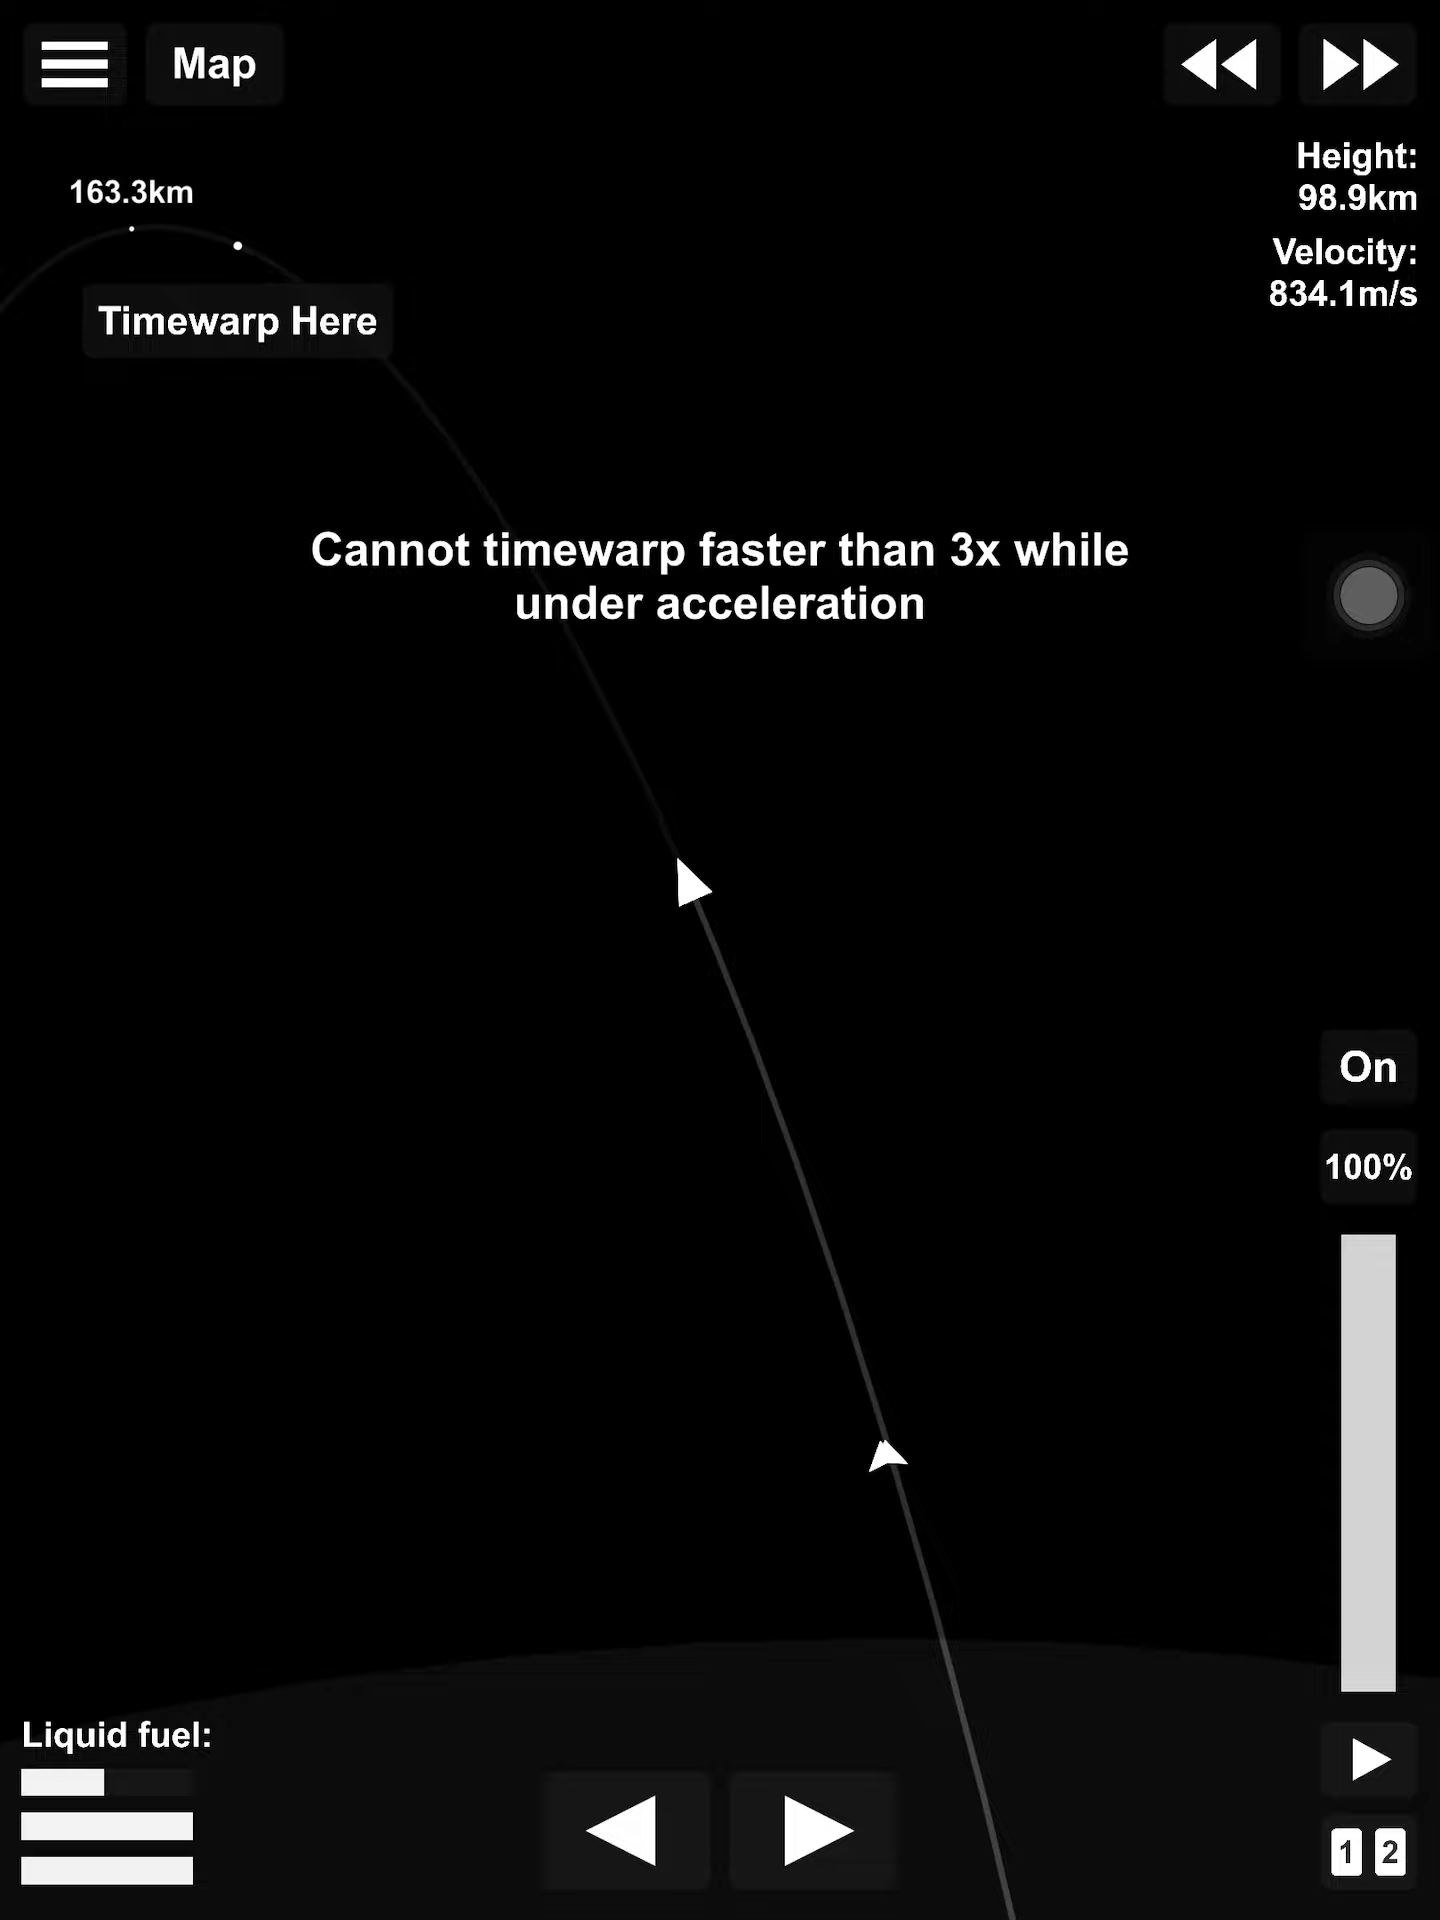 Map
Height:
98.9km
Velocity:
834.1m/s
163.3km
Timewarp Here
Cannot timewarp faster than 3x while
under acceleration
On
100%
Liquid fuel:
1 2